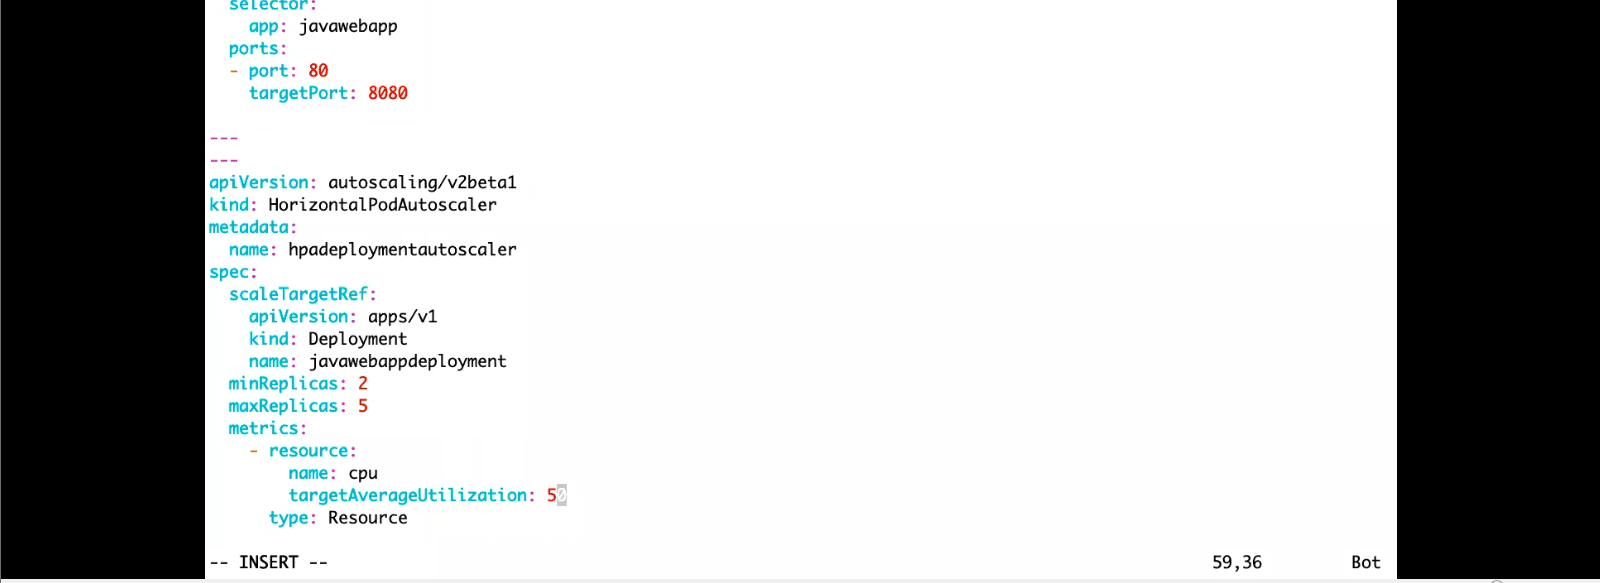 selector:
app: javawebapp
ports:
- port: 80
targetPort: 8080
---
---
apiVersion: autoscaling/v2beta1
kind: HorizontalPodAutoscaler
metadata:
name: hpadeploymentautoscaler
spec:
scaleTargetRef:
apiVersion: apps/v1
kind: Deployment
name: javawebappdeployment
minReplicas: 2
maxReplicas: 5
metrics:
- resource:
name: cpu
targetAverageUtilization: 50
type: Resource
-- INSERT -- 59,36 Bot